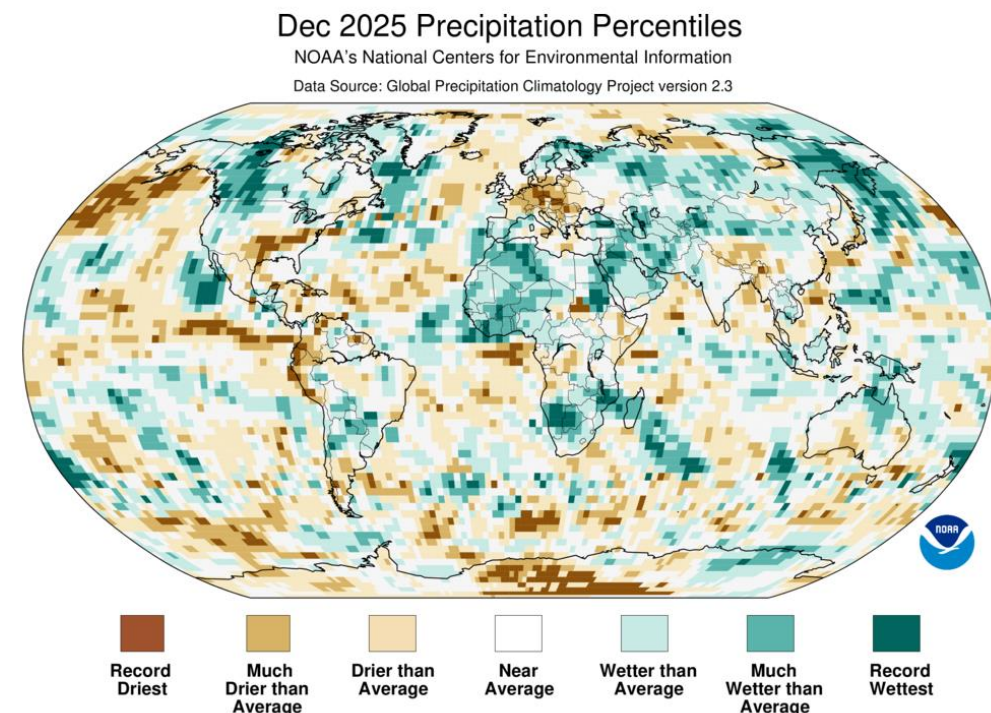 Dec 2025 Precipitation Percentiles
NOAA's National Centers for Environmental Information
Data Source: Global Precipitation Climatology Project version 2.3
NOAA
Record
Driest
Much
Drier than
Average
Drier than
Average
Near
Average
Wetter than
Average
Much
Wetter than
Average
Record
Wettest